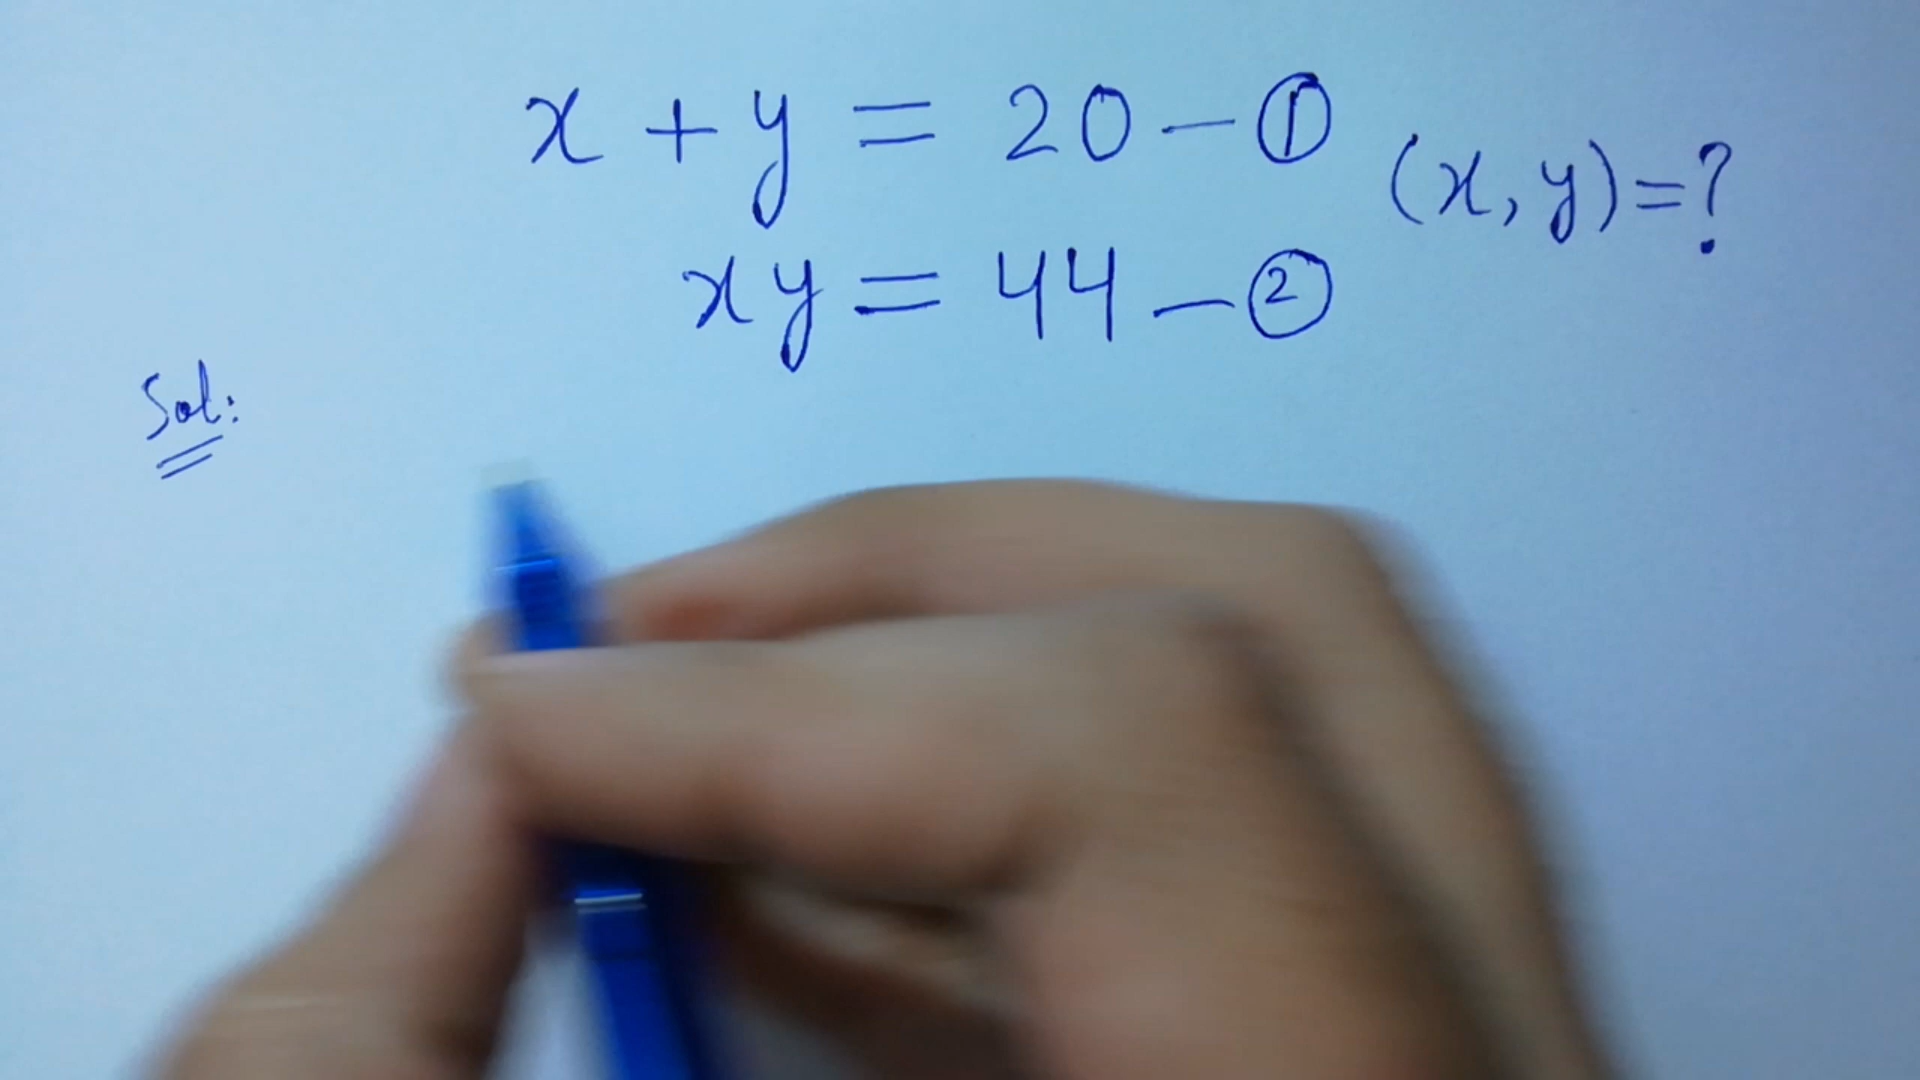 x + y = 20 – ①
(x, y) = ?
xy = 44 – ②
Sol: